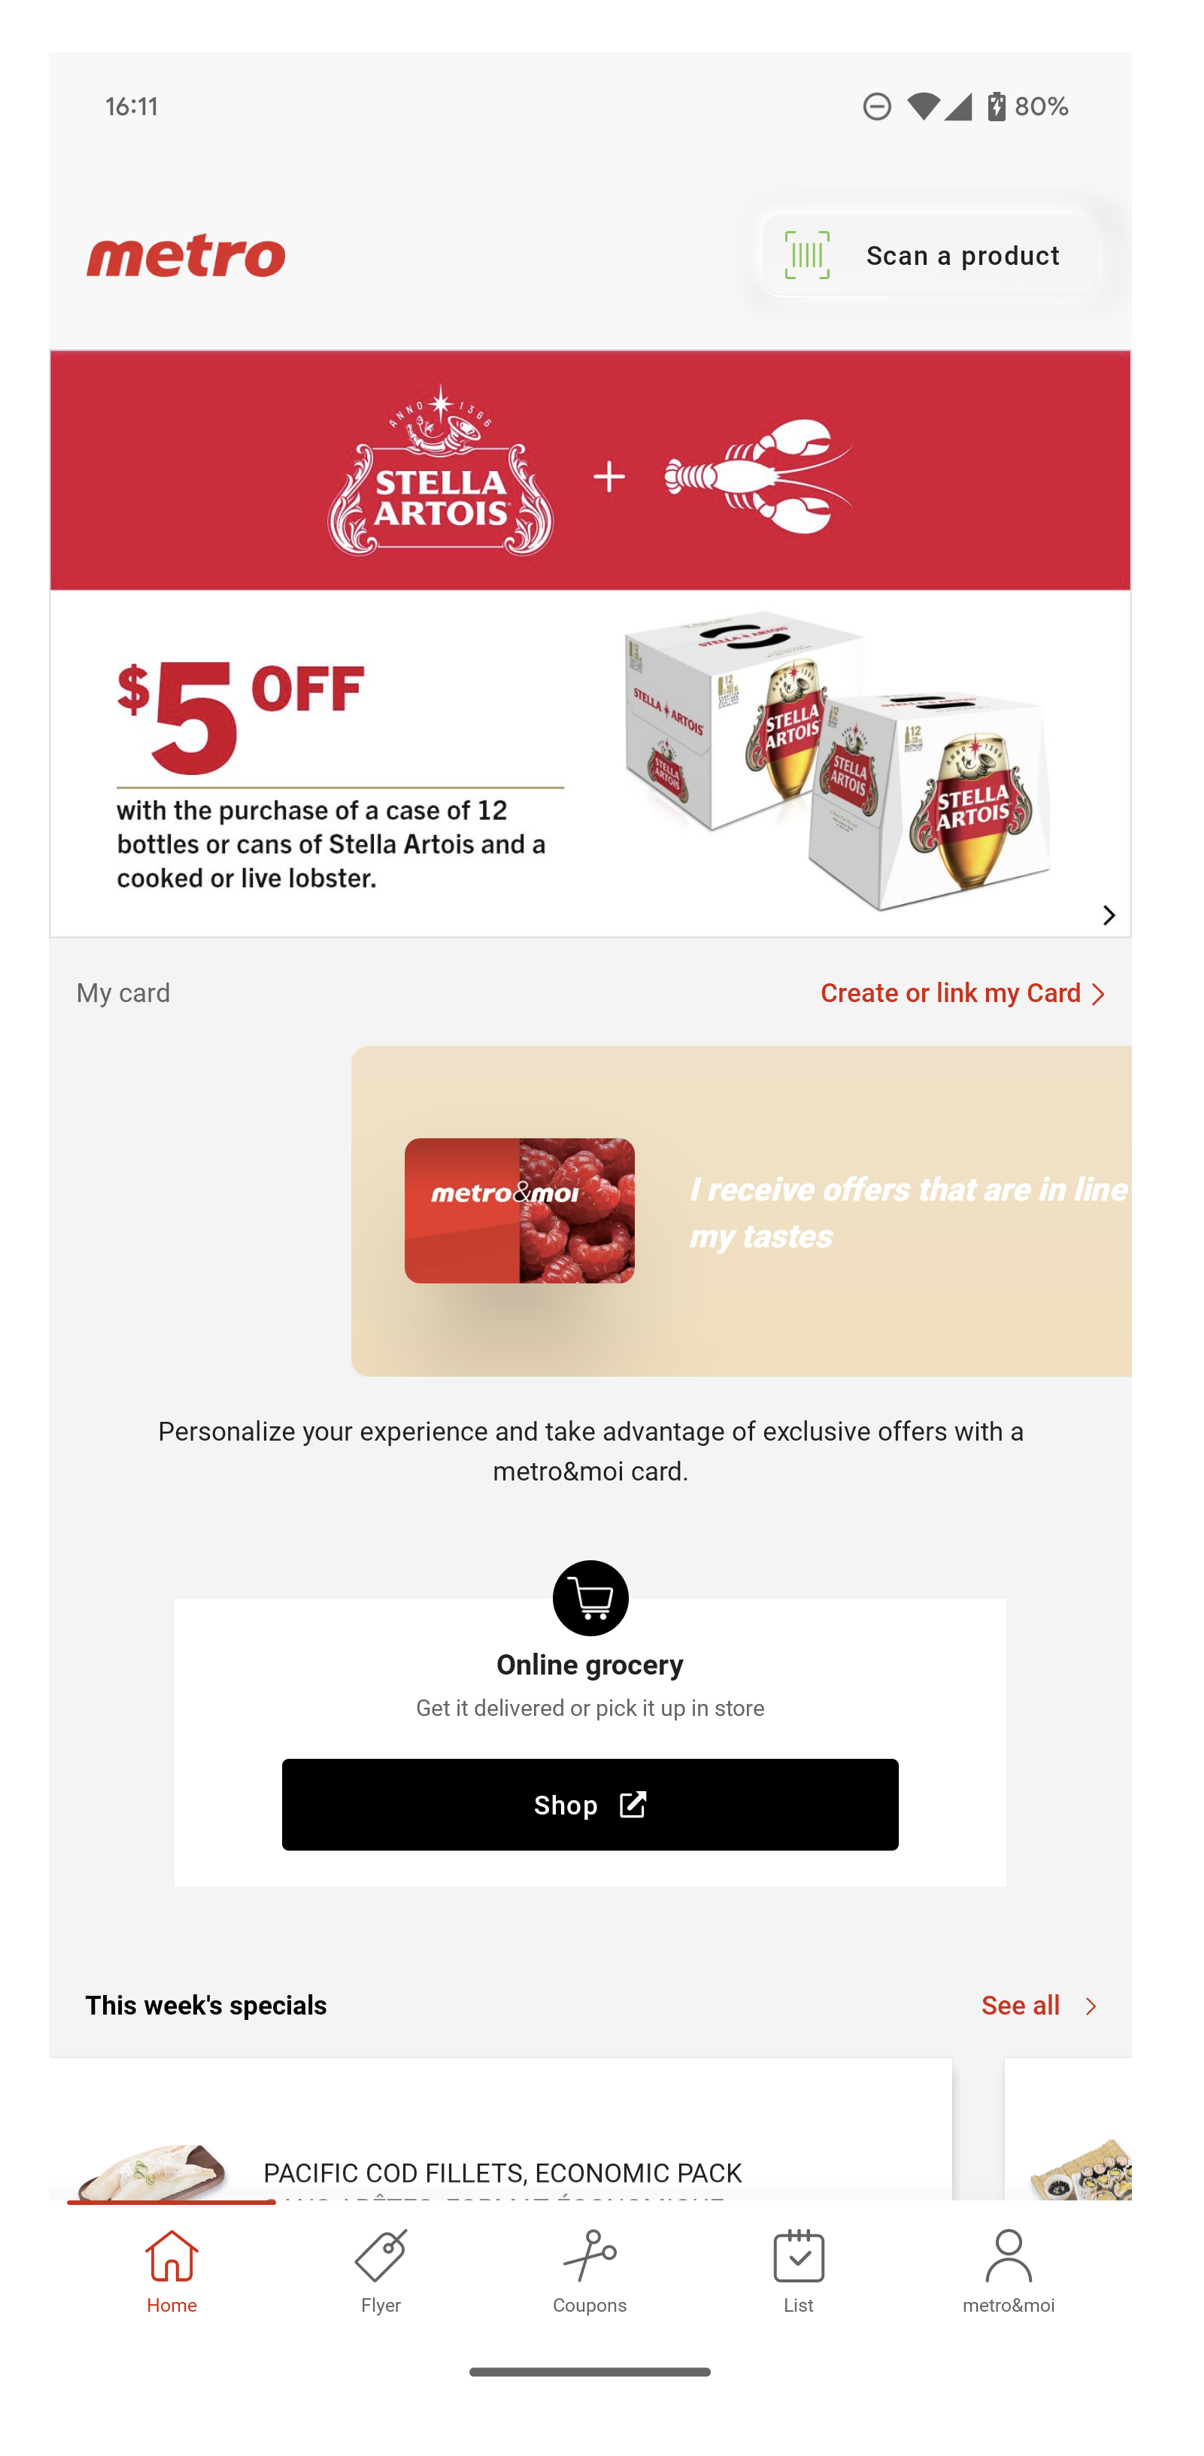 16:11
80%
metro
Scan a product
ANNO 1366
STELLA
ARTOIS
+
$5 OFF
with the purchase of a case of 12
bottles or cans of Stella Artois and a
cooked or live lobster.
STELLA ARTOIS
12
STELLA ARTOIS
STELLA
ARTOIS
STELLA
ARTOIS
12
STELLA
ARTOIS
STELLA
ARTOIS
My card
Create or link my Card
metro&moi
I receive offers that are in line
my tastes
Personalize your experience and take advantage of exclusive offers with a
metro&moi card.
Online grocery
Get it delivered or pick it up in store
Shop
This week's specials
See all
PACIFIC COD FILLETS, ECONOMIC PACK
Home
Flyer
Coupons
List
metro&moi